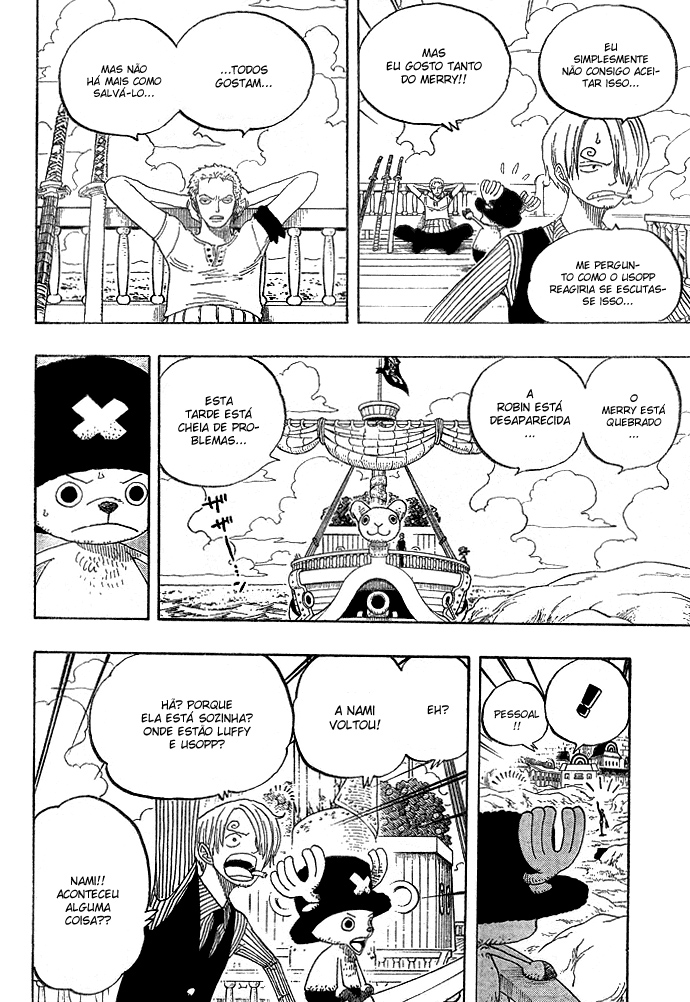 EU
SIMPLESMENTE
NÃO CONSIGO ACEI-
TAR ISSO...
MAS
EU GOSTO TANTO
DO MERRY!!
ME PERGUN-
TO COMO O USOPP
REAGIRIA SE ESCUTAS-
SE ISSO...
...TODOS
GOSTAM...
MAS NÃO
HÁ MAIS COMO
SALVÁ-LO...
O
MERRY ESTÁ
QUEBRADO
...
A
ROBIN ESTÁ
DESAPARECIDA
...
ESTA
TARDE ESTÁ
CHEIA DE PRO-
BLEMAS...
!
PESSOAL
!!
EH?
A NAMI
VOLTOU!
HÃ? PORQUE
ELA ESTÁ SOZINHA?
ONDE ESTÃO LUFFY
E USOPP?
NAMI!!
ACONTECEU
ALGUMA
COISA??